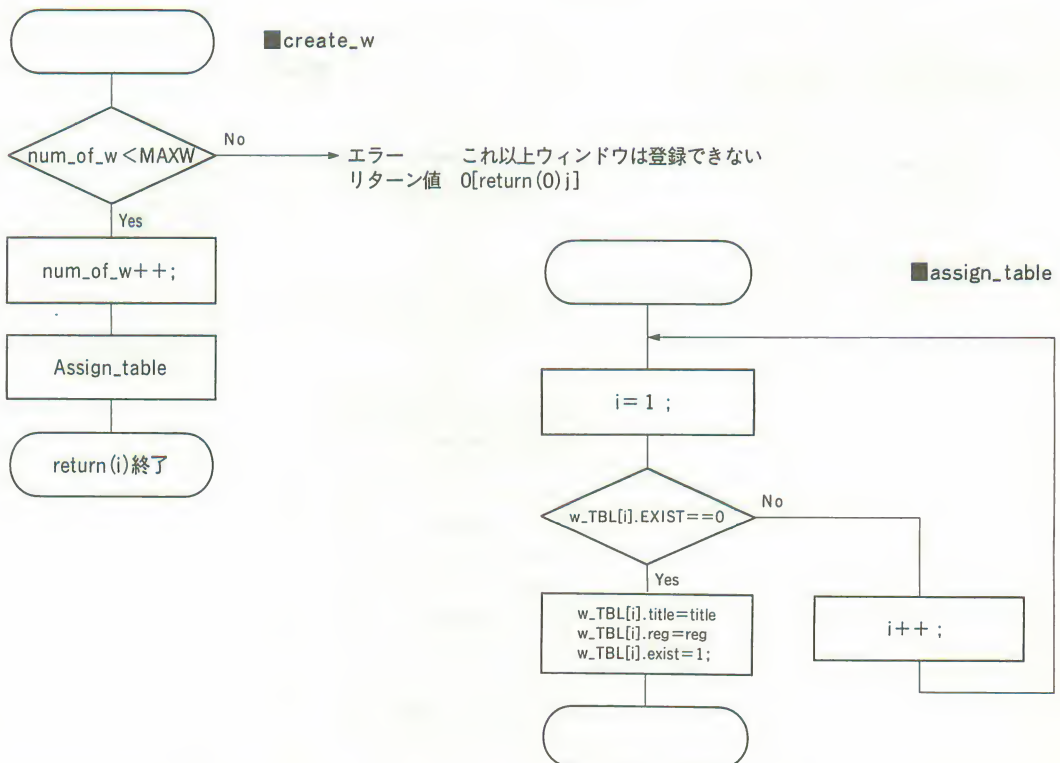 ■create_w
num_of_w<MAXW
No
エラー これ以上ウィンドウは登録できない
リターン値 0[return(0)j]
Yes
num_of_w++;
Assign_table
return(i)終了
■assign_table
i=1;
w_TBL[i].EXIST==0
No
Yes
w_TBL[i].title=title
w_TBL[i].reg=reg
w_TBL[i].exist=1;
i++;